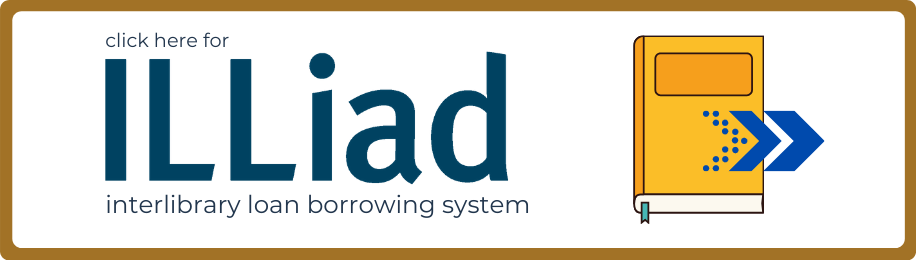 click here for
ILLiad
interlibrary loan borrowing system